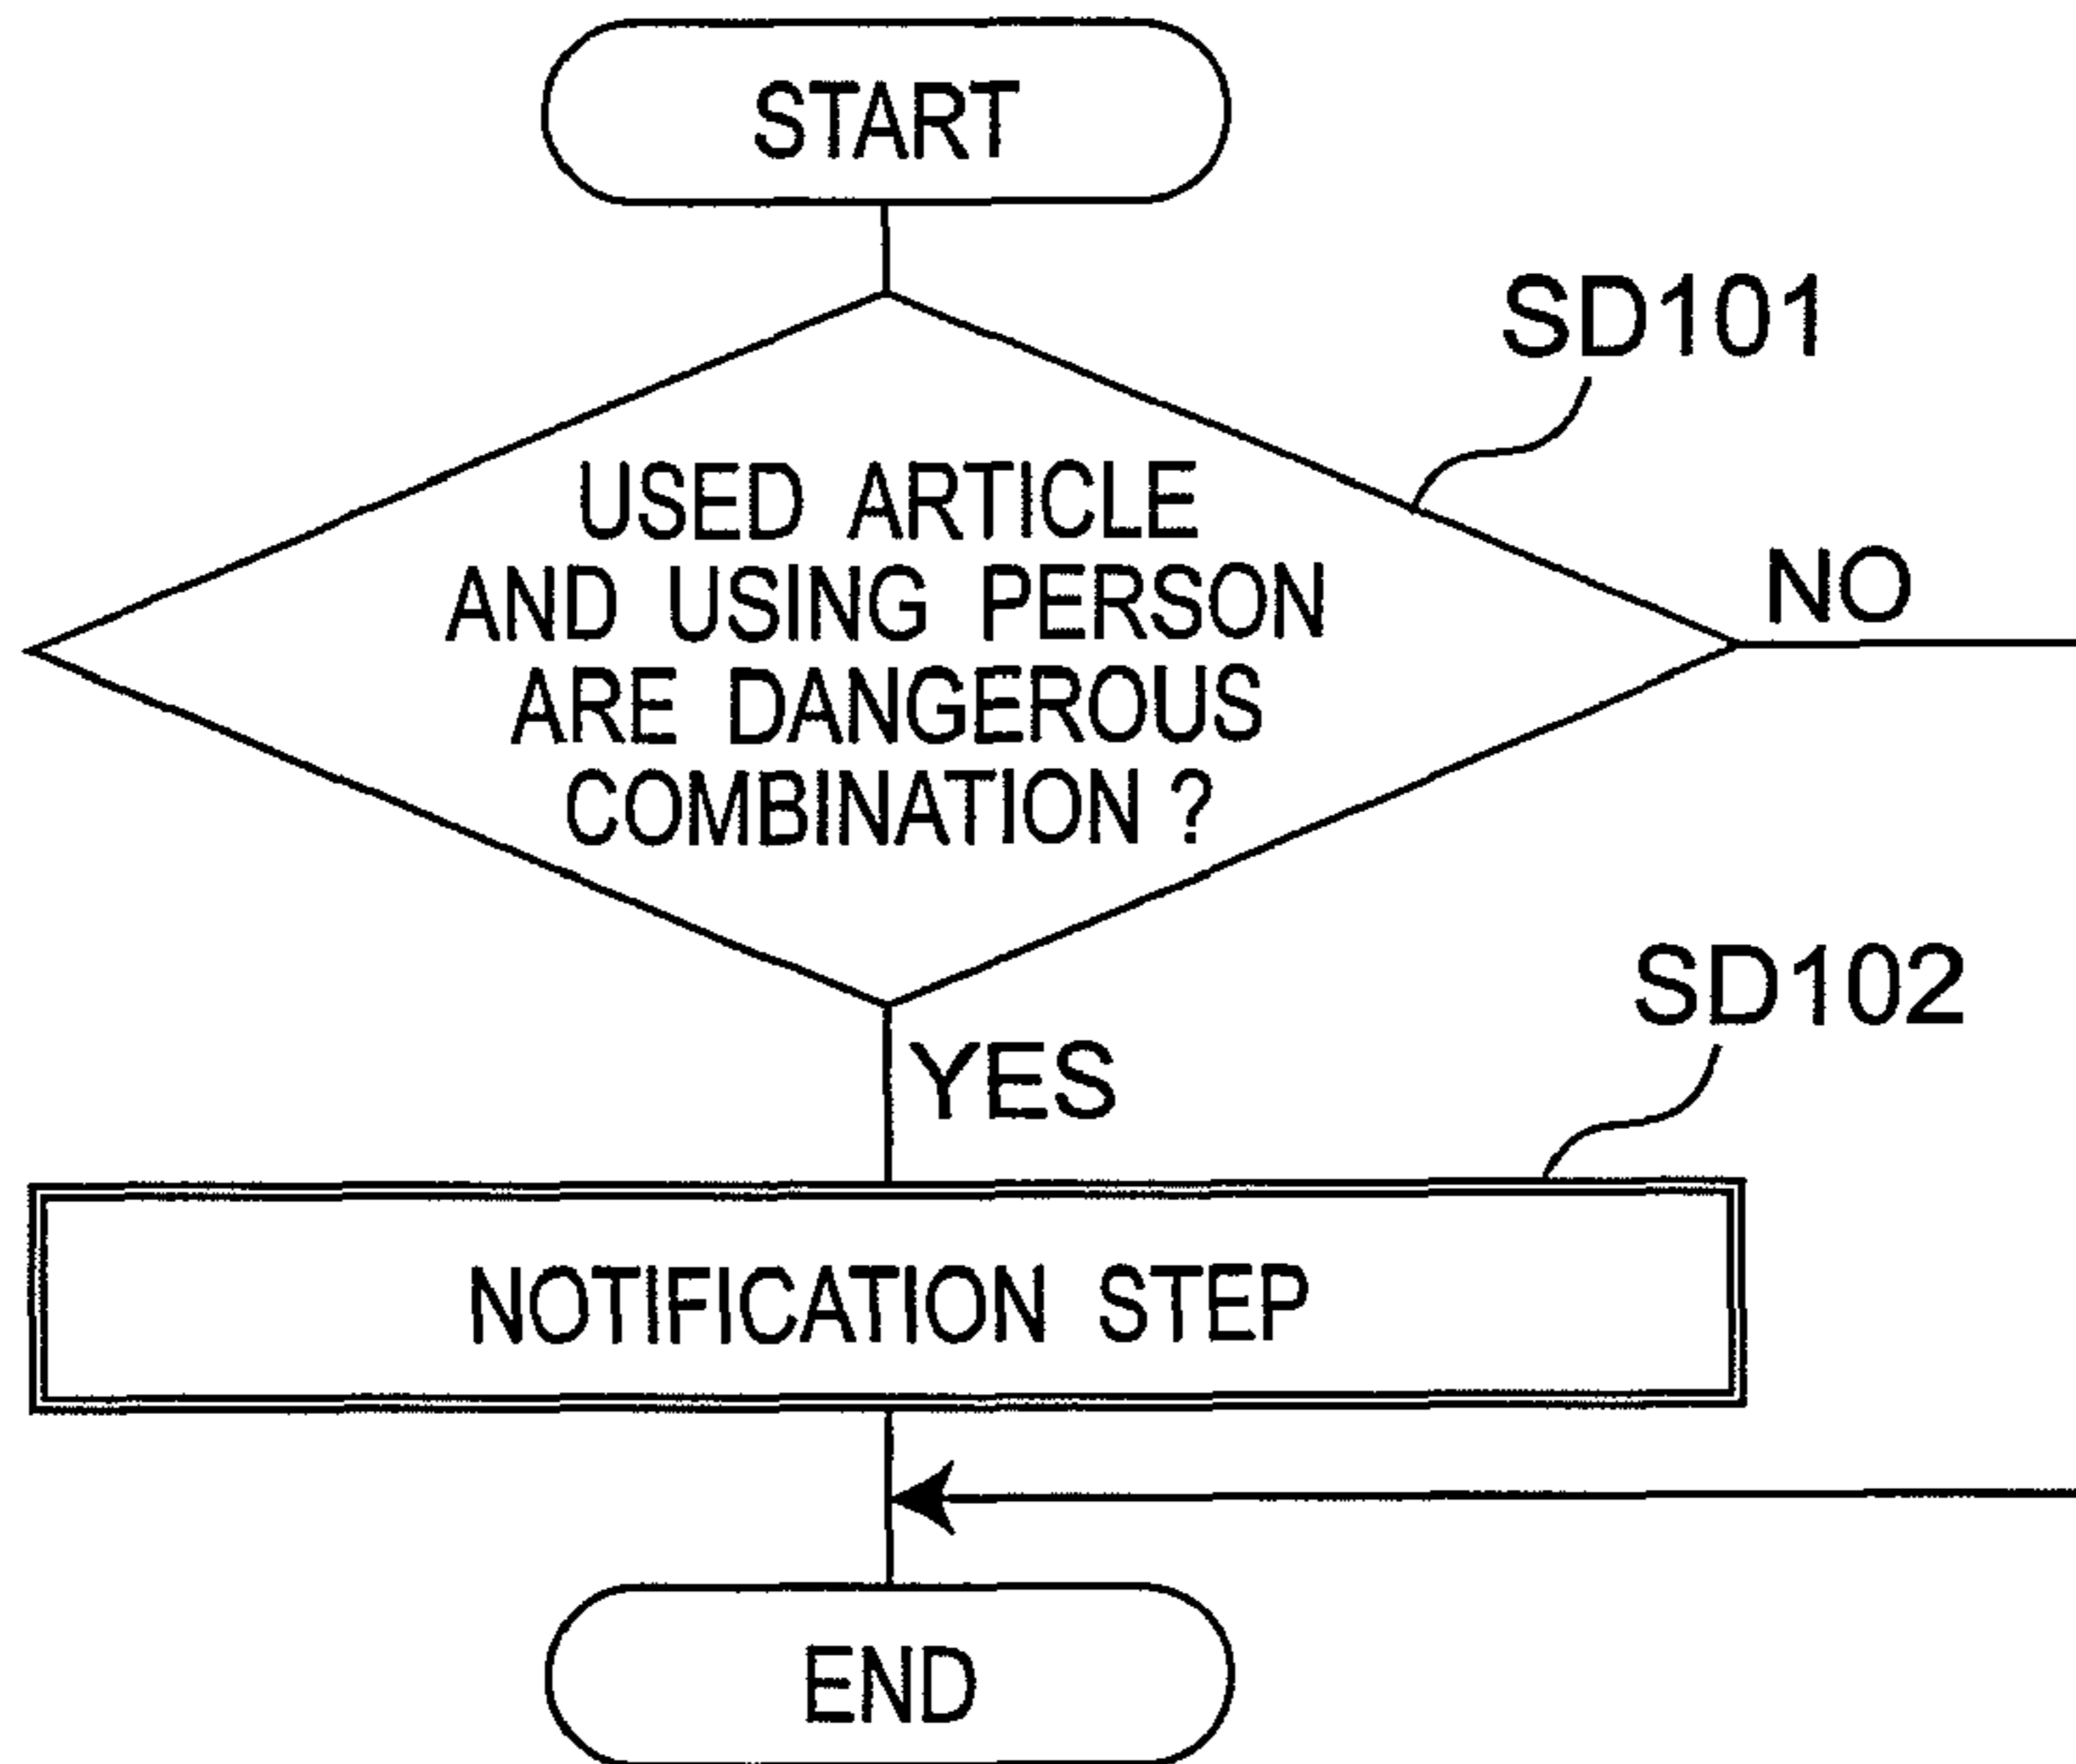 START
SD101
USED ARTICLE
AND USING PERSON
ARE DANGEROUS
COMBINATION ?
NO
YES
SD102
NOTIFICATION STEP
END